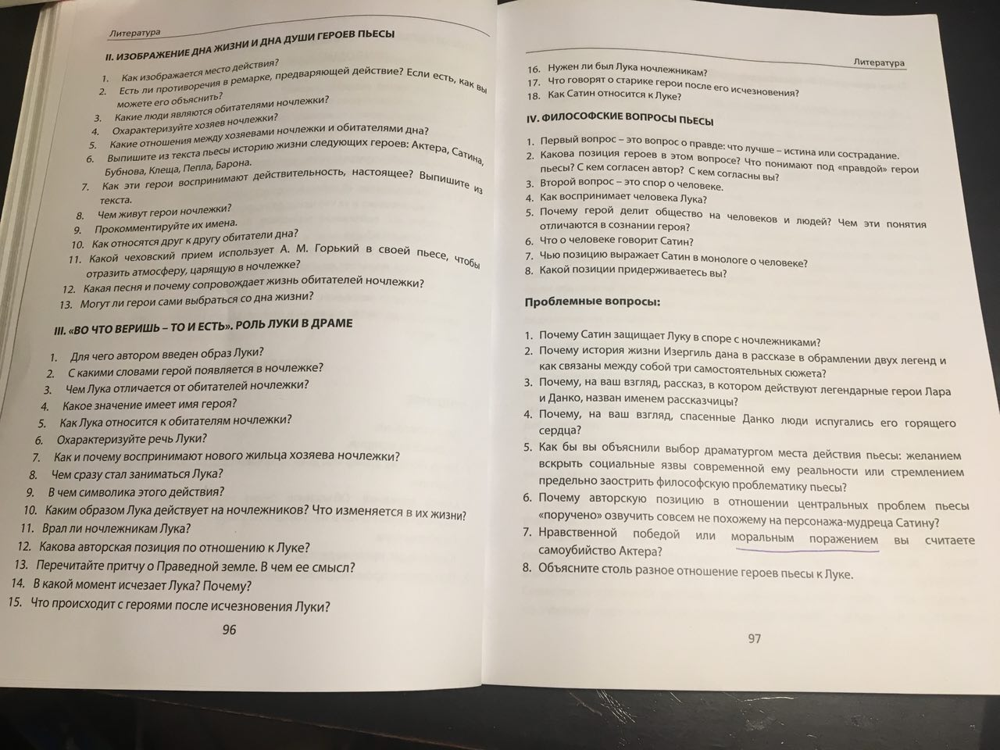 Литература
II. ИЗОБРАЖЕНИЕ ДНА ЖИЗНИ И ДНА ДУШИ ГЕРОЕВ ПЬЕСЫ
1. Как изображается место действия?
2. Есть ли противоречия в ремарке, предваряющей действие? Если есть, как вы
можете его объяснить?
3. Какие люди являются обитателями ночлежки?
4. Охарактеризуйте хозяев ночлежки?
5. Какие отношения между хозяевами ночлежки и обитателями дна?
6. Выпишите из текста пьесы историю жизни следующих героев: Актера, Сатина,
Бубнова, Клеща, Пепла, Барона.
7. Как эти герои воспринимают действительность, настоящее? Выпишите из
текста.
8. Чем живут герои ночлежки?
9. Прокомментируйте их имена.
10. Как относятся друг к другу обитатели дна?
11. Какой чеховский прием использует А. М. Горький в своей пьесе, чтобы
отразить атмосферу, царящую в ночлежке?
12. Какая песня и почему сопровождает жизнь обитателей ночлежки?
13. Могут ли герои сами выбраться со дна жизни?
III. «ВО ЧТО ВЕРИШЬ – ТО И ЕСТЬ». РОЛЬ ЛУКИ В ДРАМЕ
1. Для чего автором введен образ Луки?
2. С какими словами герой появляется в ночлежке?
3. Чем Лука отличается от обитателей ночлежки?
4. Какое значение имеет имя героя?
5. Как Лука относится к обитателям ночлежки?
6. Охарактеризуйте речь Луки?
7. Как и почему воспринимают нового жильца хозяева ночлежки?
8. Чем сразу стал заниматься Лука?
9. В чем символика этого действия?
10. Каким образом Лука действует на ночлежников? Что изменяется в их жизни?
11. Врал ли ночлежникам Лука?
12. Какова авторская позиция по отношению к Луке?
13. Перечитайте притчу о Праведной земле. В чем ее смысл?
14. В какой момент исчезает Лука? Почему?
15. Что происходит с героями после исчезновения Луки?
96
Литература
16. Нужен ли был Лука ночлежникам?
17. Что говорят о старике герои после его исчезновения?
18. Как Сатин относится к Луке?
IV. ФИЛОСОФСКИЕ ВОПРОСЫ ПЬЕСЫ
1. Первый вопрос – это вопрос о правде: что лучше – истина или сострадание.
2. Какова позиция героев в этом вопросе? Что понимают под «правдой» герои
пьесы? С кем согласен автор? С кем согласны вы?
3. Второй вопрос – это спор о человеке.
4. Как воспринимает человека Лука?
5. Почему герой делит общество на человеков и людей? Чем эти понятия
отличаются в сознании героя?
6. Что о человеке говорит Сатин?
7. Чью позицию выражает Сатин в монологе о человеке?
8. Какой позиции придерживаетесь вы?
Проблемные вопросы:
1. Почему Сатин защищает Луку в споре с ночлежниками?
2. Почему история жизни Изергиль дана в рассказе в обрамлении двух легенд и
как связаны между собой три самостоятельных сюжета?
3. Почему, на ваш взгляд, рассказ, в котором действуют легендарные герои Лара
и Данко, назван именем рассказчицы?
4. Почему, на ваш взгляд, спасенные Данко люди испугались его горящего
сердца?
5. Как бы вы объяснили выбор драматургом места действия пьесы: желанием
вскрыть социальные язвы современной ему реальности или стремлением
предельно заострить философскую проблематику пьесы?
6. Почему авторскую позицию в отношении центральных проблем пьесы
«поручено» озвучить совсем не похожему на персонажа-мудреца Сатину?
7. Нравственной победой или моральным поражением вы считаете
самоубийство Актера?
8. Объясните столь разное отношение героев пьесы к Луке.
97